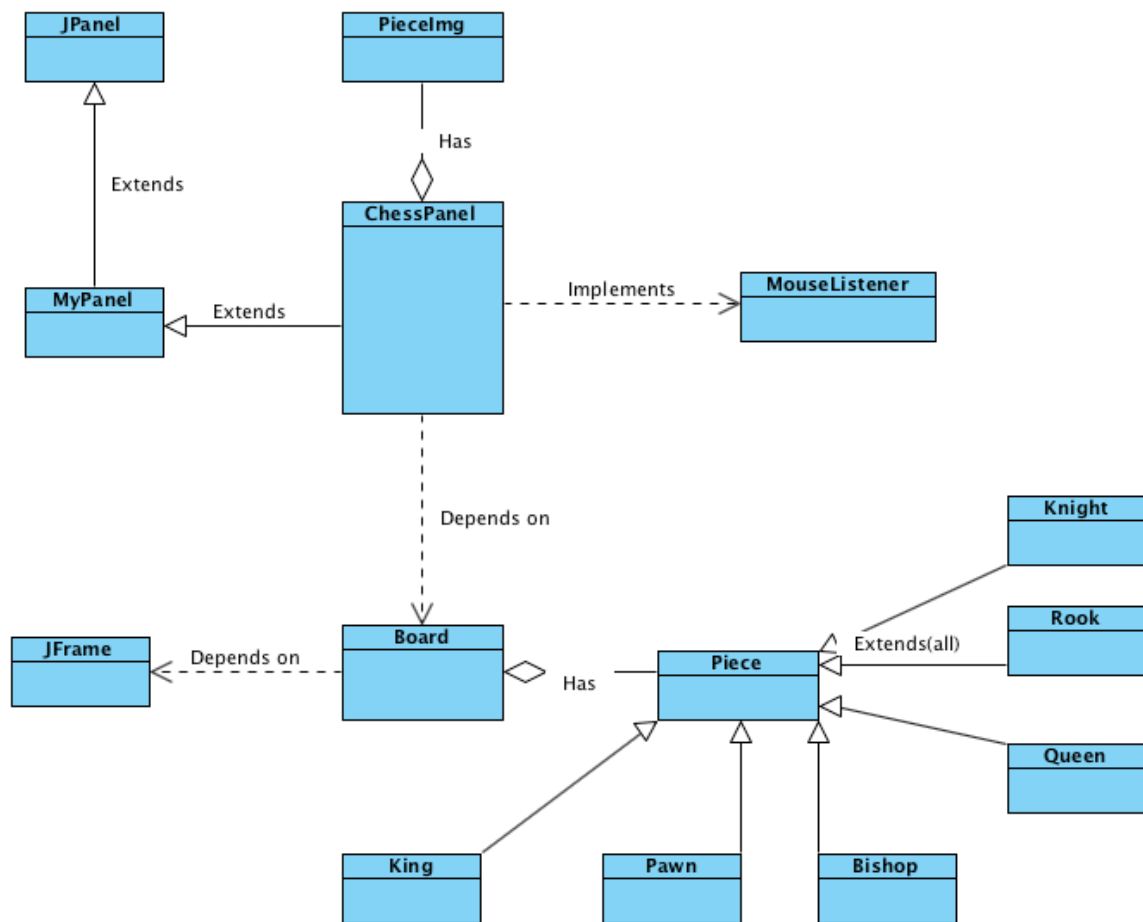 JPanel
PieceImg
Has
Extends
ChessPanel
MyPanel
Extends
Implements
MouseListener
Depends on
Knight
JFrame
Depends on
Board
Has
Piece
Extends(all)
Rook
Queen
King
Pawn
Bishop